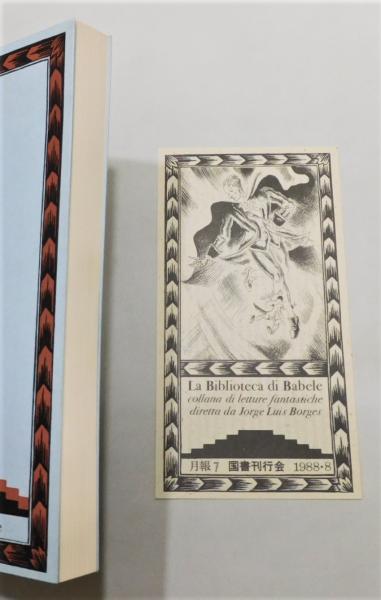 La Biblioteca di Babele
collana di letture fantastiche
diretta da Jorge Luis Borges
月報7 国書刊行会 1988・8